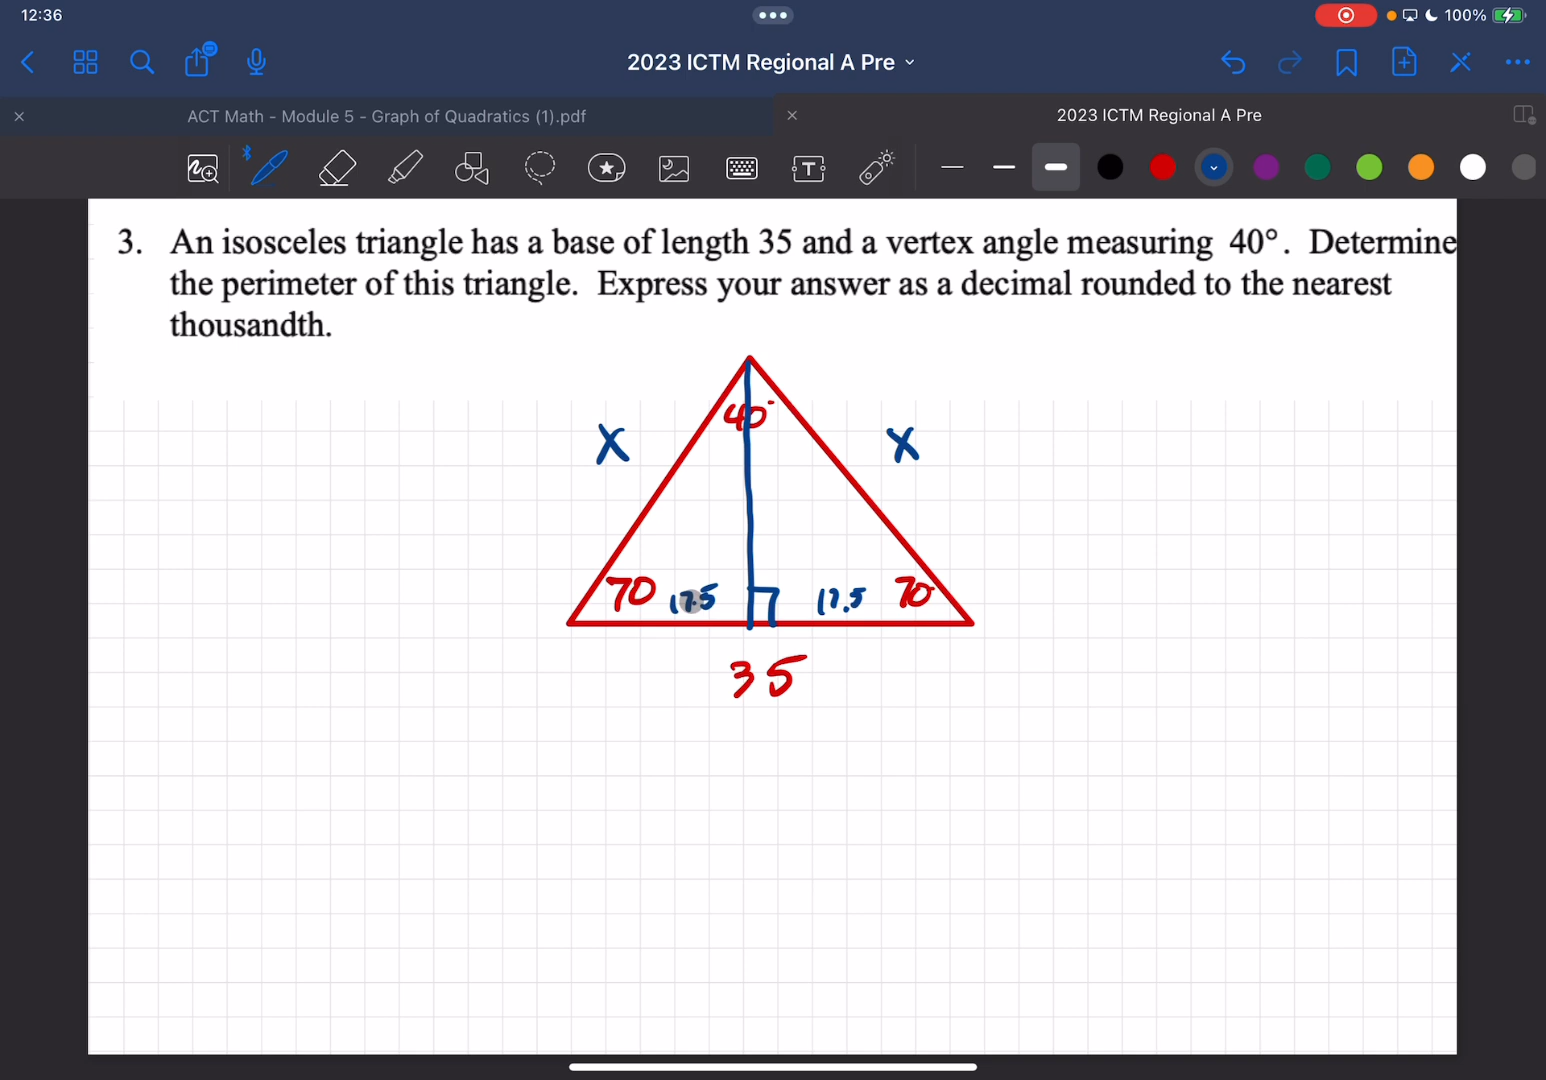 12:36
100%
2023 ICTM Regional A Pre
ACT Math - Module 5 - Graph of Quadratics (1).pdf
2023 ICTM Regional A Pre
T
3. An isosceles triangle has a base of length 35 and a vertex angle measuring 40°. Determine
the perimeter of this triangle. Express your answer as a decimal rounded to the nearest
thousandth.
40°
X X
70 17.5 17.5 70
35